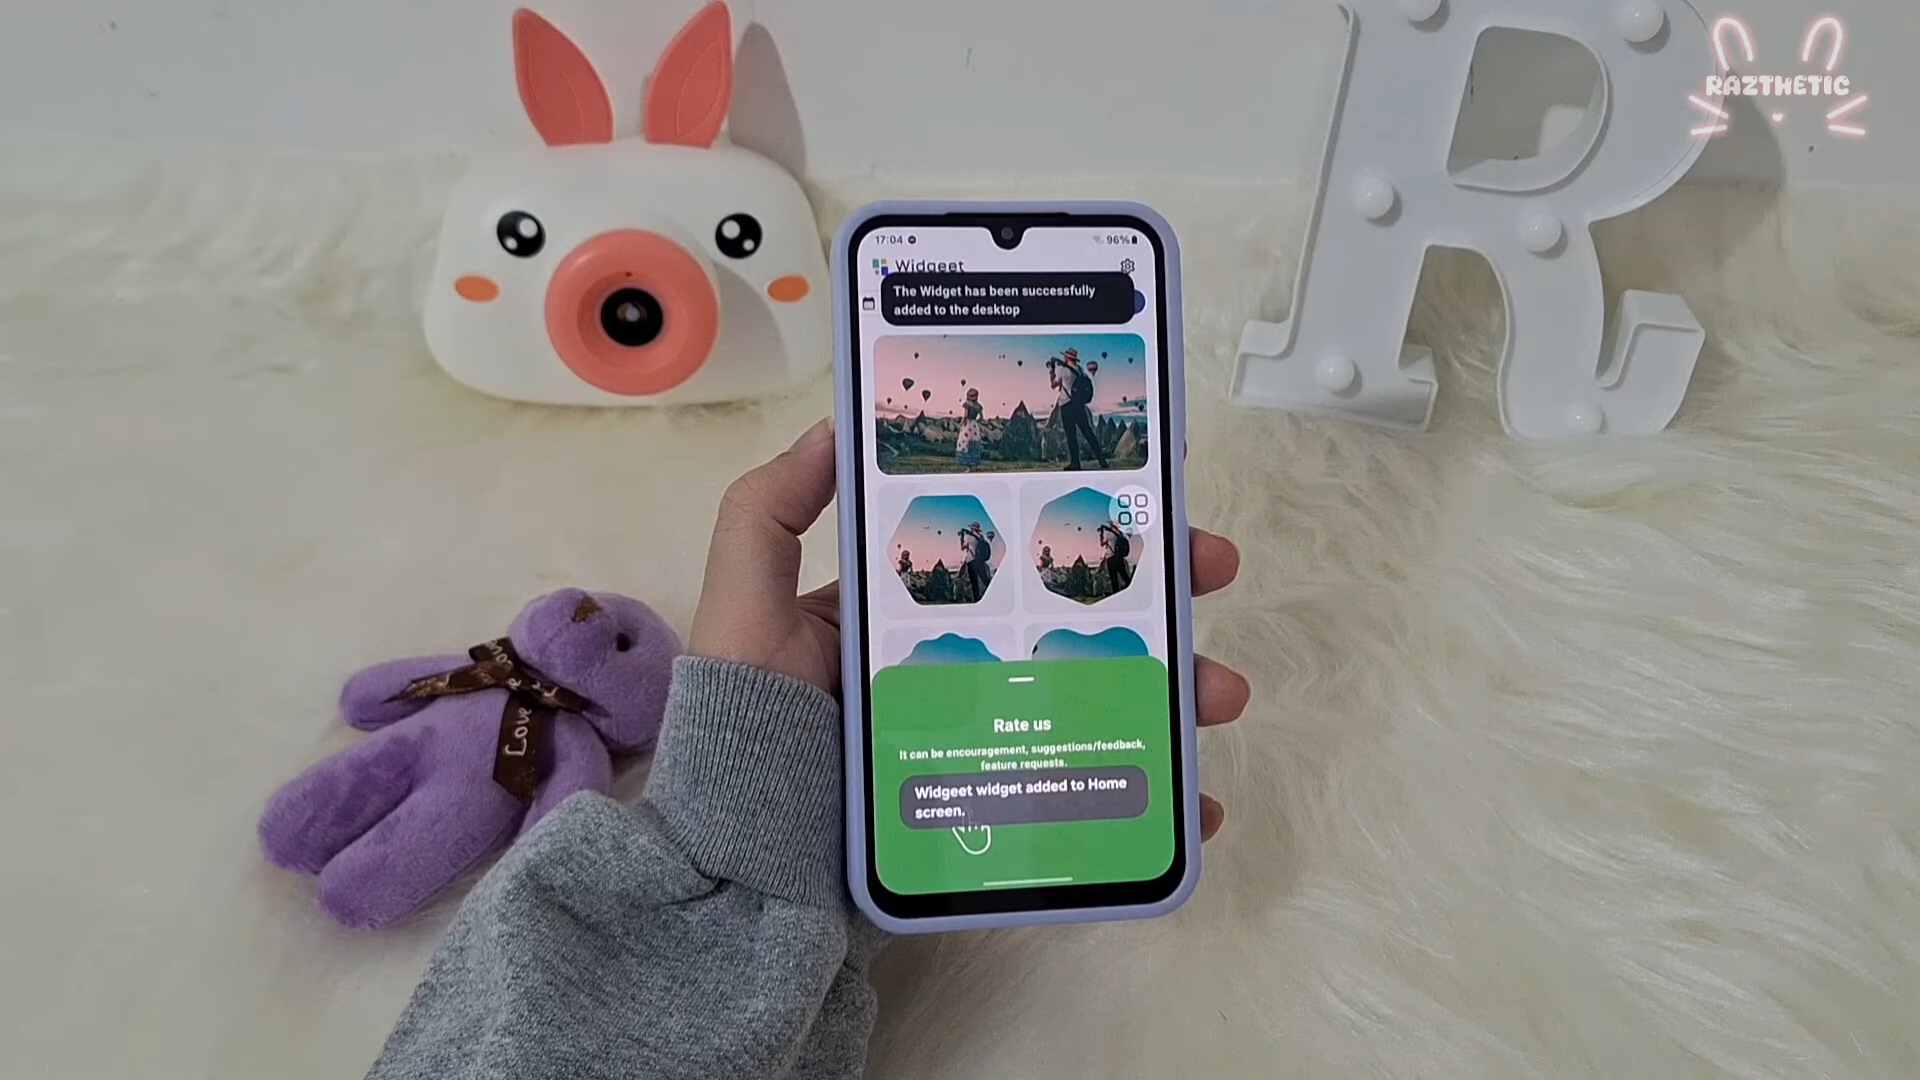 RAZTHETIC
17:04
96%
Widgeet
The Widget has been successfully
added to the desktop
Rate us
It can be encouragement, suggestions/feedback,
feature requests.
Widgeet widget added to Home
screen.
Love